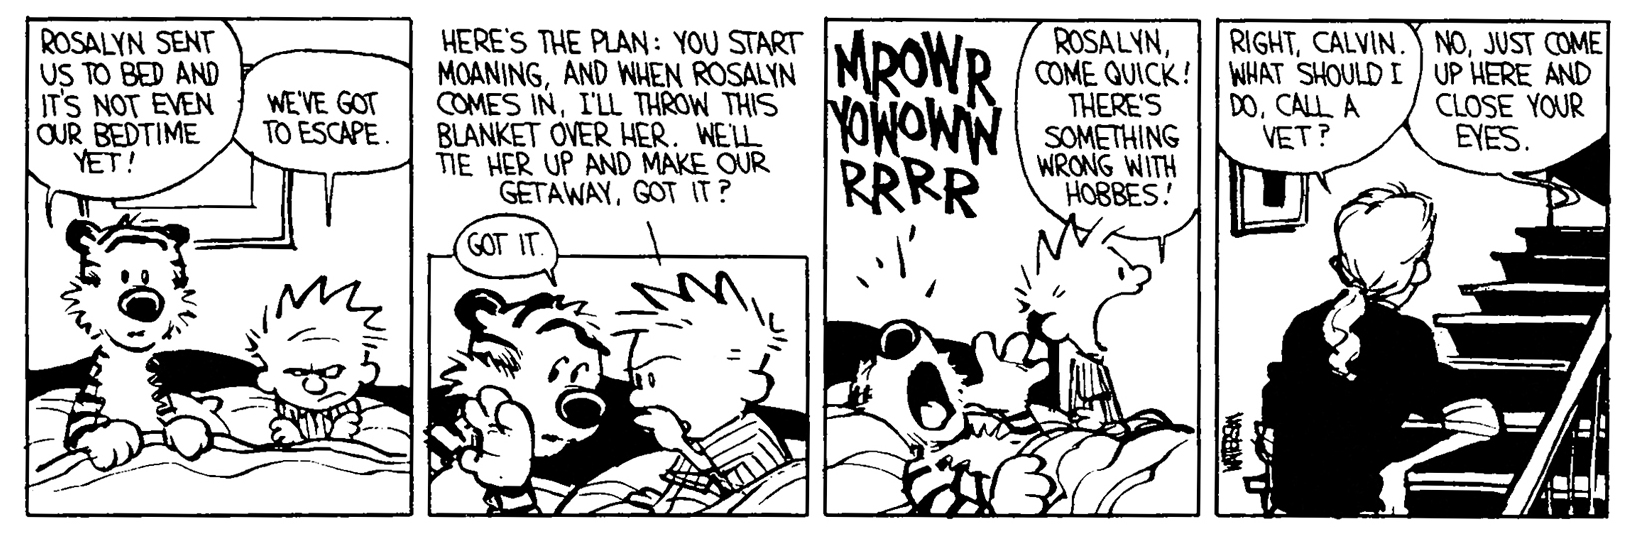 ROSALYN SENT
US TO BED AND
IT'S NOT EVEN
OUR BEDTIME
YET!
WE'VE GOT
TO ESCAPE.
HERE'S THE PLAN: YOU START
MOANING, AND WHEN ROSALYN
COMES IN, I'LL THROW THIS
BLANKET OVER HER. WE'LL
TIE HER UP AND MAKE OUR
GETAWAY, GOT IT?
GOT IT.
MROWR
YOWOWW
RRRR
ROSALYN,
COME QUICK!
THERE'S
SOMETHING
WRONG WITH
HOBBES!
RIGHT, CALVIN.
WHAT SHOULD I
DO, CALL A
VET?
NO, JUST COME
UP HERE AND
CLOSE YOUR
EYES.
WATTERSON